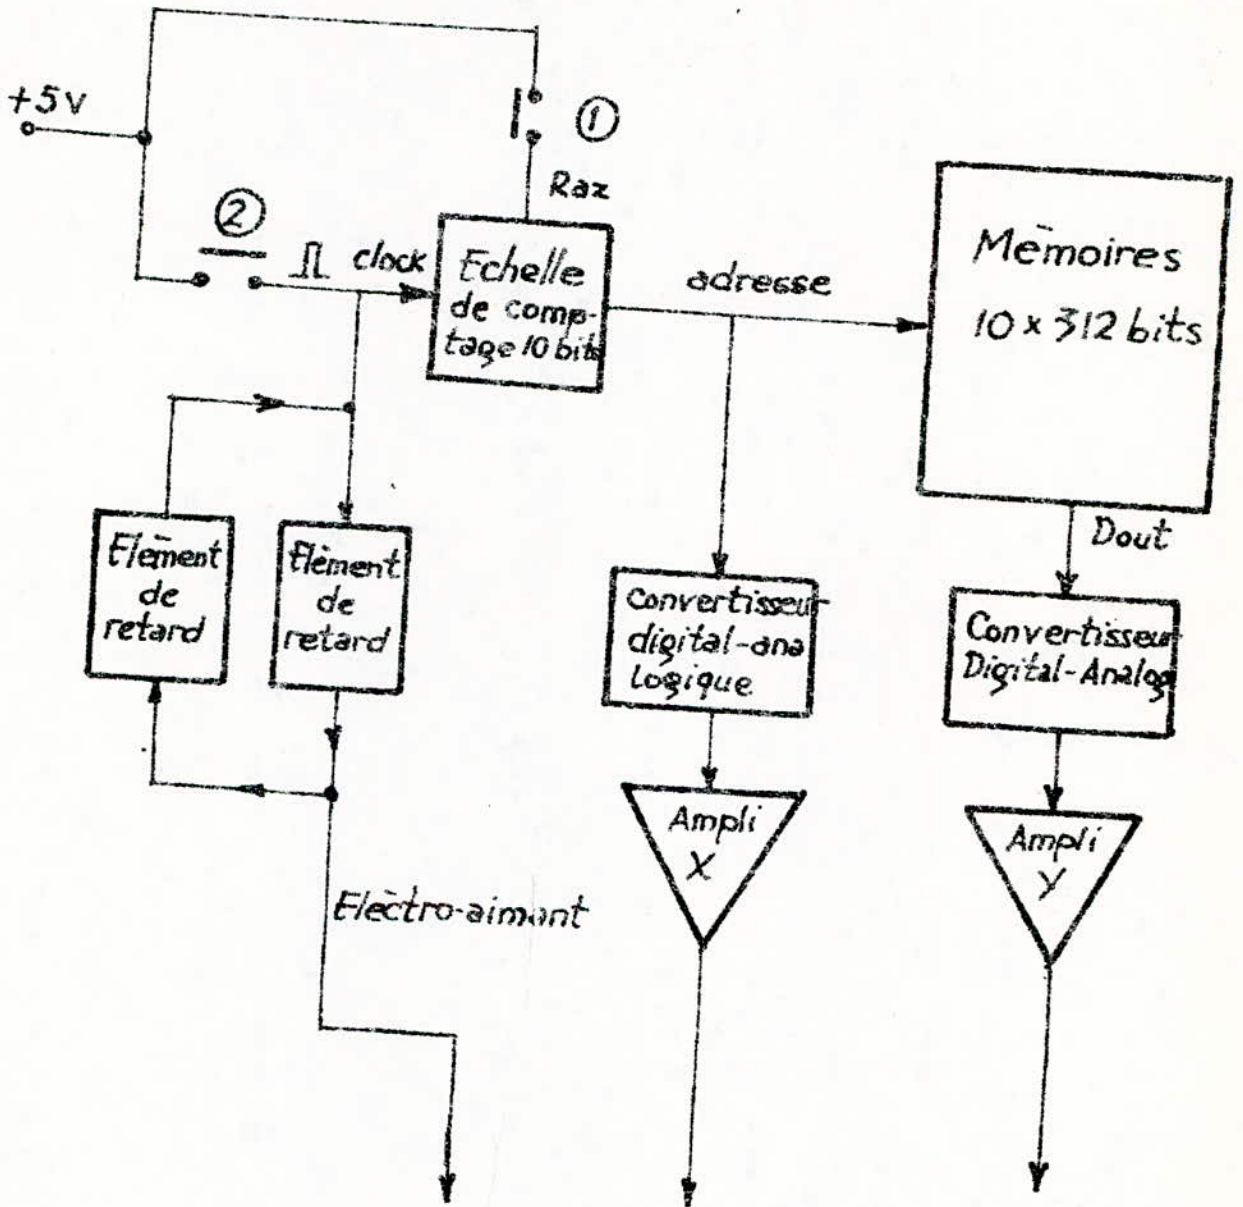 +5v
①
Raz
②
clock
Echelle
de comp-
tage 10 bits
adresse
Mémoires
10 x 312 bits
Dout
Elément
de
retard
Elément
de
retard
Convertisseur-
digital-ana
logique
Convertisseur-
Digital-Analog
Ampli
X
Ampli
Y
Electro-aimant